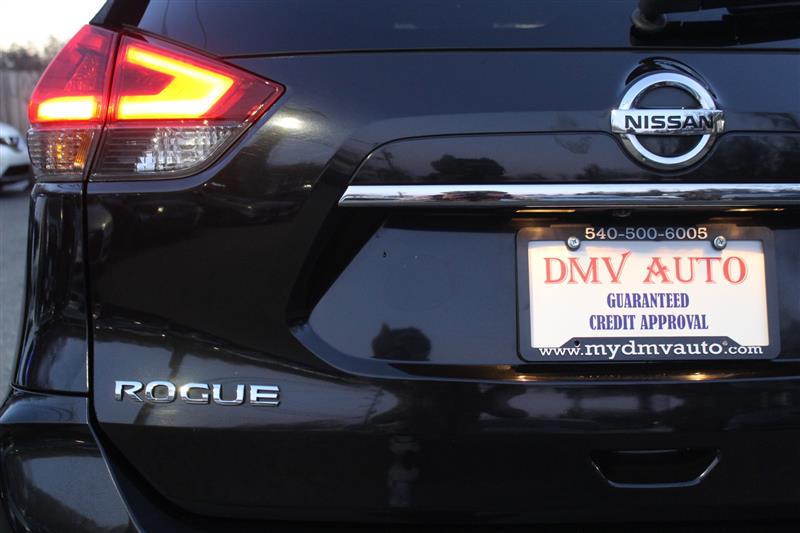 NISSAN
540-500-6005
DMV AUTO
GUARANTEED
CREDIT APPROVAL
www.mydmvauto.com
ROGUE